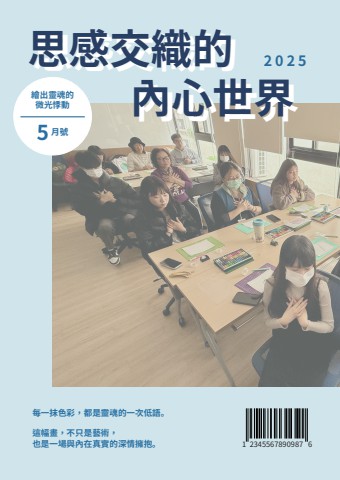 思感交織的
2025
內心世界
繪出靈魂的
微光悸動
5月號
每一抹色彩，都是靈魂的一次低語。
這幅畫，不只是藝術，
也是一場與內在真實的深情擁抱。
1 2345567890987 6